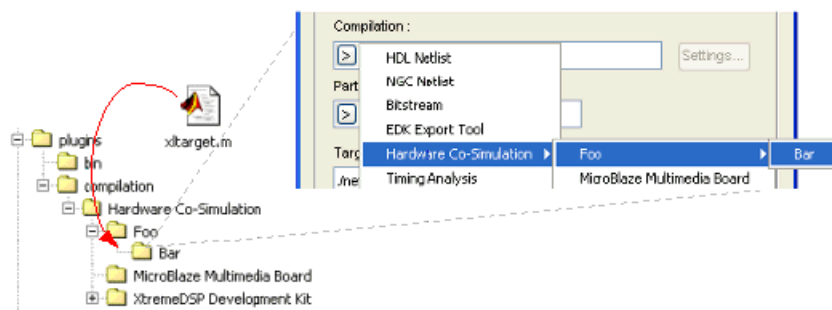 Compilation :
>
Settings...
HDL Netlist
NGC Netlist
Part
Bitstream
>
EDK Export Tool
Targ
Hardware Co-Simulation
Foo
Bar
./ne
Timing Analysis
MicroBlaze Multimedia Board
xltarget.m
plugins
bin
compilation
Hardware Co-Simulation
Foo
Bar
MicroBlaze Multimedia Board
XtremeDSP Development Kit